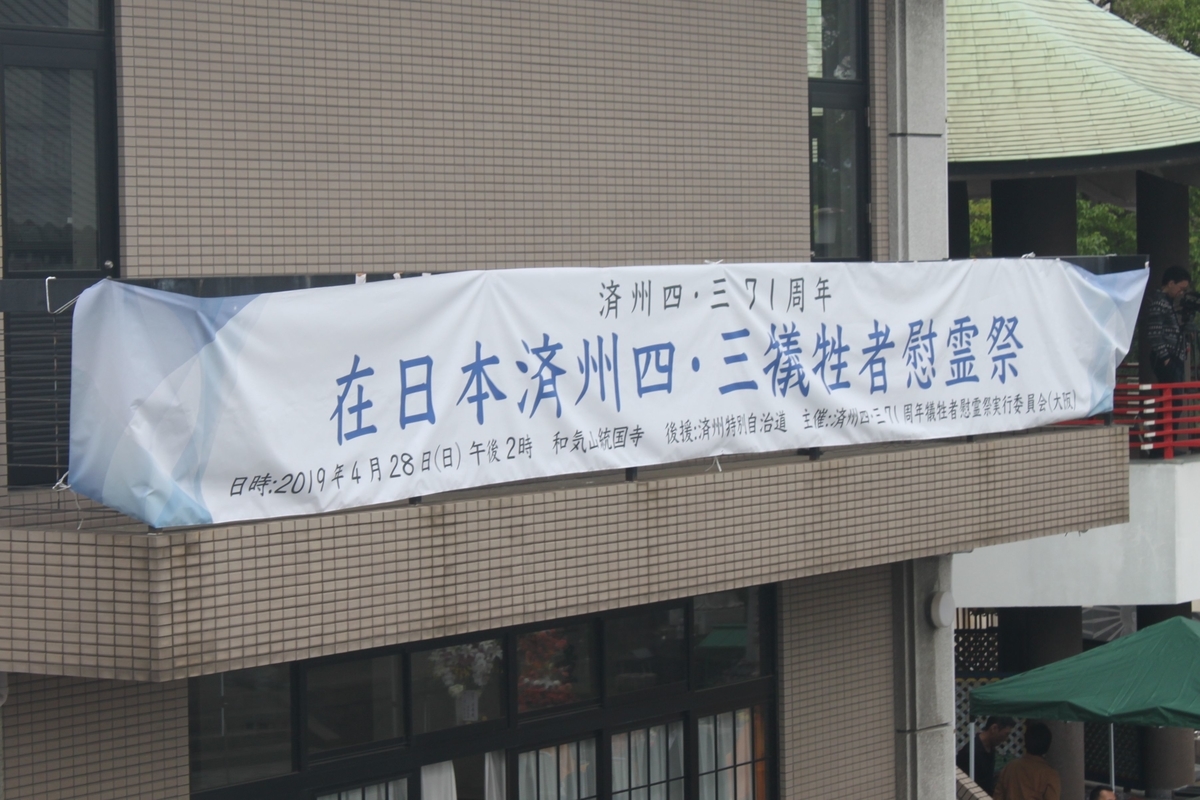 済州四・三71周年
在日本済州四・三犠牲者慰霊祭
日時:2019年4月28日(日)午後2時 和気山統国寺 後援:済州特別自治道 主催:済州四・三71周年犠牲者慰霊祭実行委員会(大阪)